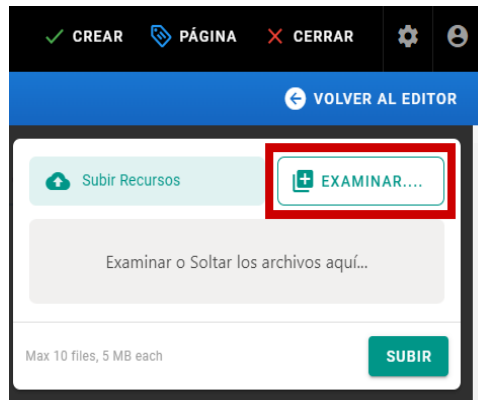 CREAR PÁGINA CERRAR
VOLVER AL EDITOR
Subir Recursos EXAMINAR....
Examinar o Soltar los archivos aquí...
Max 10 files, 5 MB each SUBIR